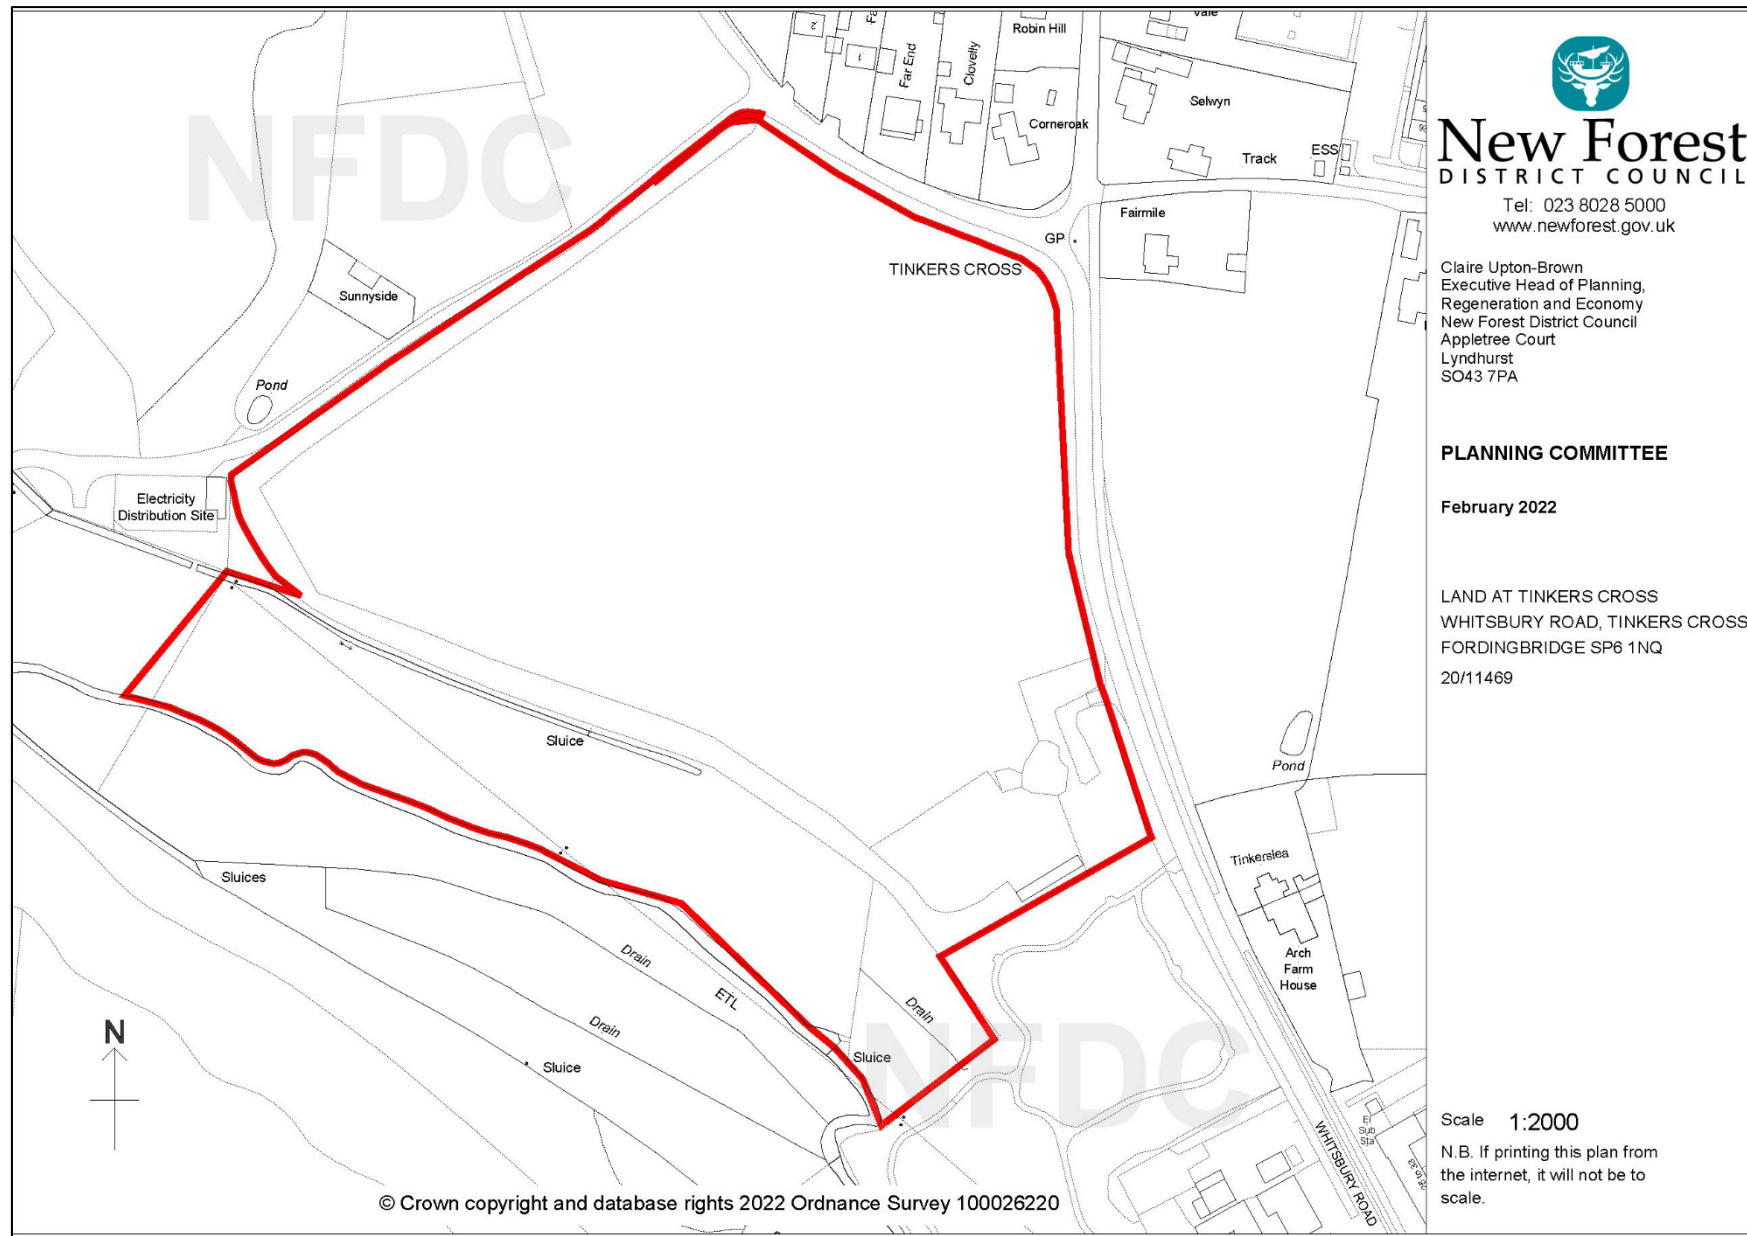 NFDC
Fa
Vale
Robin Hill
Far End
Clovelly
Selwyn
Corneroak
Track
ESS
Fairmile
GP
TINKERS CROSS
Sunnyside
Pond
Electricity
Distribution Site
Sluice
Pond
Tinkerslea
Sluices
Arch
Farm
House
Drain
ETL
Drain
Drain
Sluice
Sluice
NFDC
N
El
Sub
Sta
WHITSBURY ROAD
© Crown copyright and database rights 2022 Ordnance Survey 100026220
New Forest
DISTRICT COUNCIL
Tel: 023 8028 5000
www.newforest.gov.uk
Claire Upton-Brown
Executive Head of Planning,
Regeneration and Economy
New Forest District Council
Appletree Court
Lyndhurst
SO43 7PA
PLANNING COMMITTEE
February 2022
LAND AT TINKERS CROSS
WHITSBURY ROAD, TINKERS CROSS
FORDINGBRIDGE SP6 1NQ
20/11469
Scale 1:2000
N.B. If printing this plan from
the internet, it will not be to
scale.